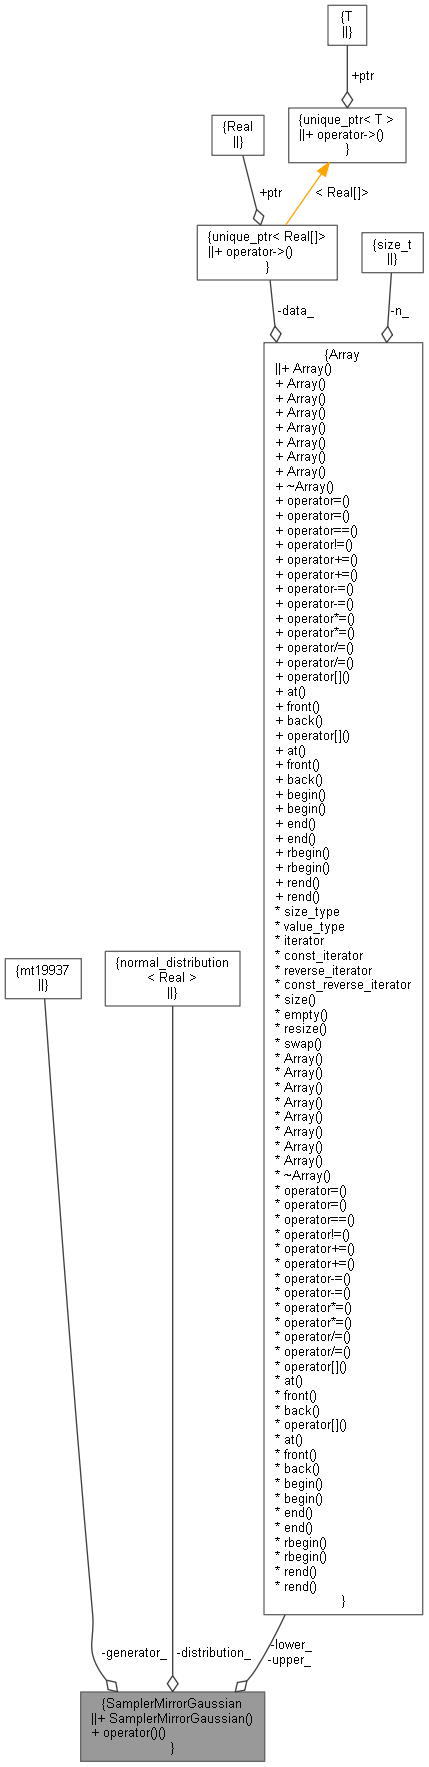 {T
||}
+ptr
{unique_ptr< T >
||+ operator->()
}
{Real
||}
+ptr
< Real[]>
{unique_ptr< Real[]>
||+ operator->()
}
{size_t
||}
-data_
-n_
{Array
||+ Array()
+ Array()
+ Array()
+ Array()
+ Array()
+ Array()
+ Array()
+ Array()
+ ~Array()
+ operator=()
+ operator=()
+ operator==()
+ operator!=()
+ operator+=()
+ operator+=()
+ operator-=()
+ operator-=()
+ operator*=()
+ operator*=()
+ operator/=()
+ operator/=()
+ operator[]()
+ at()
+ front()
+ back()
+ operator[]()
+ at()
+ front()
+ back()
+ begin()
+ begin()
+ end()
+ end()
+ rbegin()
+ rbegin()
+ rend()
+ rend()
* size_type
* value_type
* iterator
* const_iterator
* reverse_iterator
* const_reverse_iterator
* size()
* empty()
* resize()
* swap()
* Array()
* Array()
* Array()
* Array()
* Array()
* Array()
* Array()
* Array()
* ~Array()
* operator=()
* operator=()
* operator==()
* operator!=()
* operator+=()
* operator+=()
* operator-=()
* operator-=()
* operator*=()
* operator*=()
* operator/=()
* operator/=()
* operator[]()
* at()
* front()
* back()
* operator[]()
* at()
* front()
* back()
* begin()
* begin()
* end()
* end()
* rbegin()
* rbegin()
* rend()
* rend()
}
{mt19937
||}
{normal_distribution
< Real >
||}
-generator_
-distribution_
-lower_
-upper_
{SamplerMirrorGaussian
||+ SamplerMirrorGaussian()
+ operator()()
}